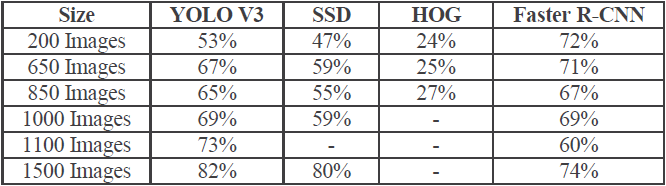 Size YOLO V3 SSD HOG Faster R-CNN
200 Images 53% 47% 24% 72%
650 Images 67% 59% 25% 71%
850 Images 65% 55% 27% 67%
1000 Images 69% 59% - 69%
1100 Images 73% - - 60%
1500 Images 82% 80% - 74%